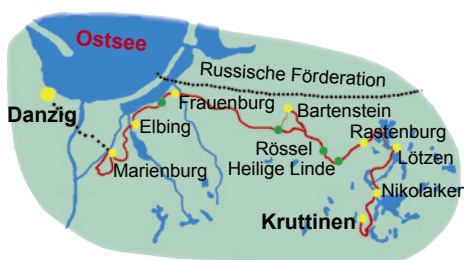 Ostsee
Russische Förderation
Danzig
Frauenburg
Bartenstein
Elbing
Rastenburg
Rössel
Lötzen
Marienburg
Heilige Linde
Nikolaiken
Kruttinen